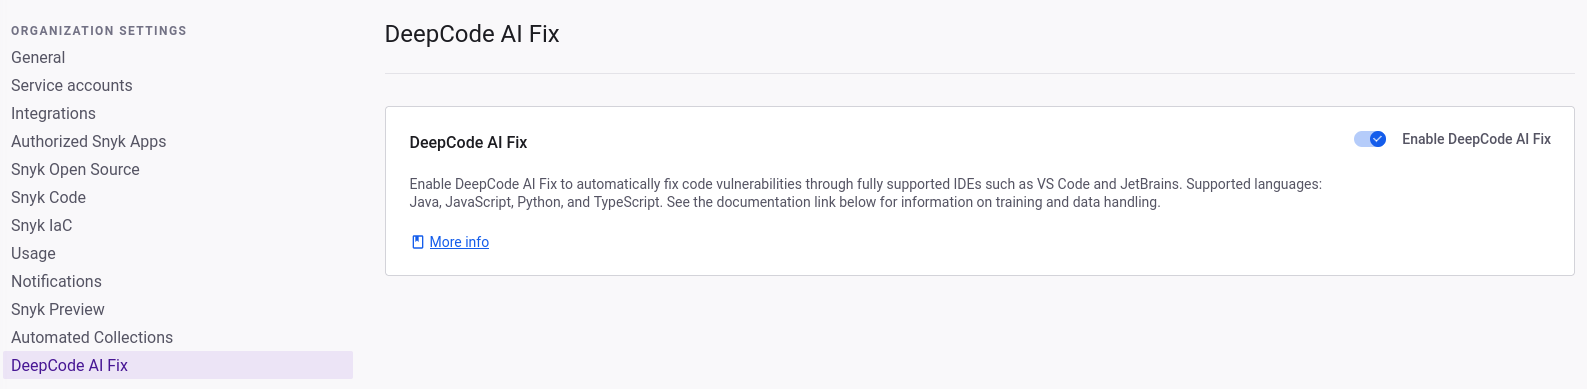 ORGANIZATION SETTINGS
General
Service accounts
Integrations
Authorized Snyk Apps
Snyk Open Source
Snyk Code
Snyk IaC
Usage
Notifications
Snyk Preview
Automated Collections
DeepCode AI Fix
DeepCode AI Fix
DeepCode AI Fix
Enable DeepCode AI Fix
Enable DeepCode AI Fix to automatically fix code vulnerabilities through fully supported IDEs such as VS Code and JetBrains. Supported languages:
Java, JavaScript, Python, and TypeScript. See the documentation link below for information on training and data handling.
More info